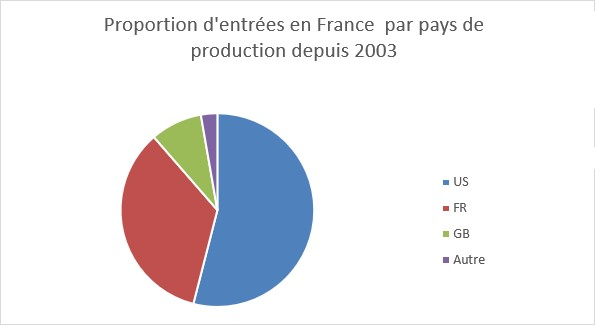 Proportion d'entrées en France  par pays de
production depuis 2003
US
FR
GB
Autre